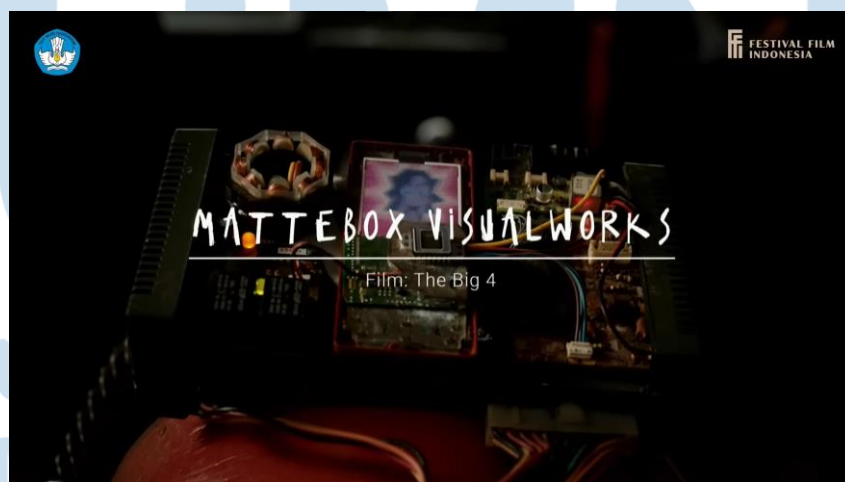 FESTIVAL FILM
INDONESIA
MATTEBOX VISUALWORKS
Film: The Big 4